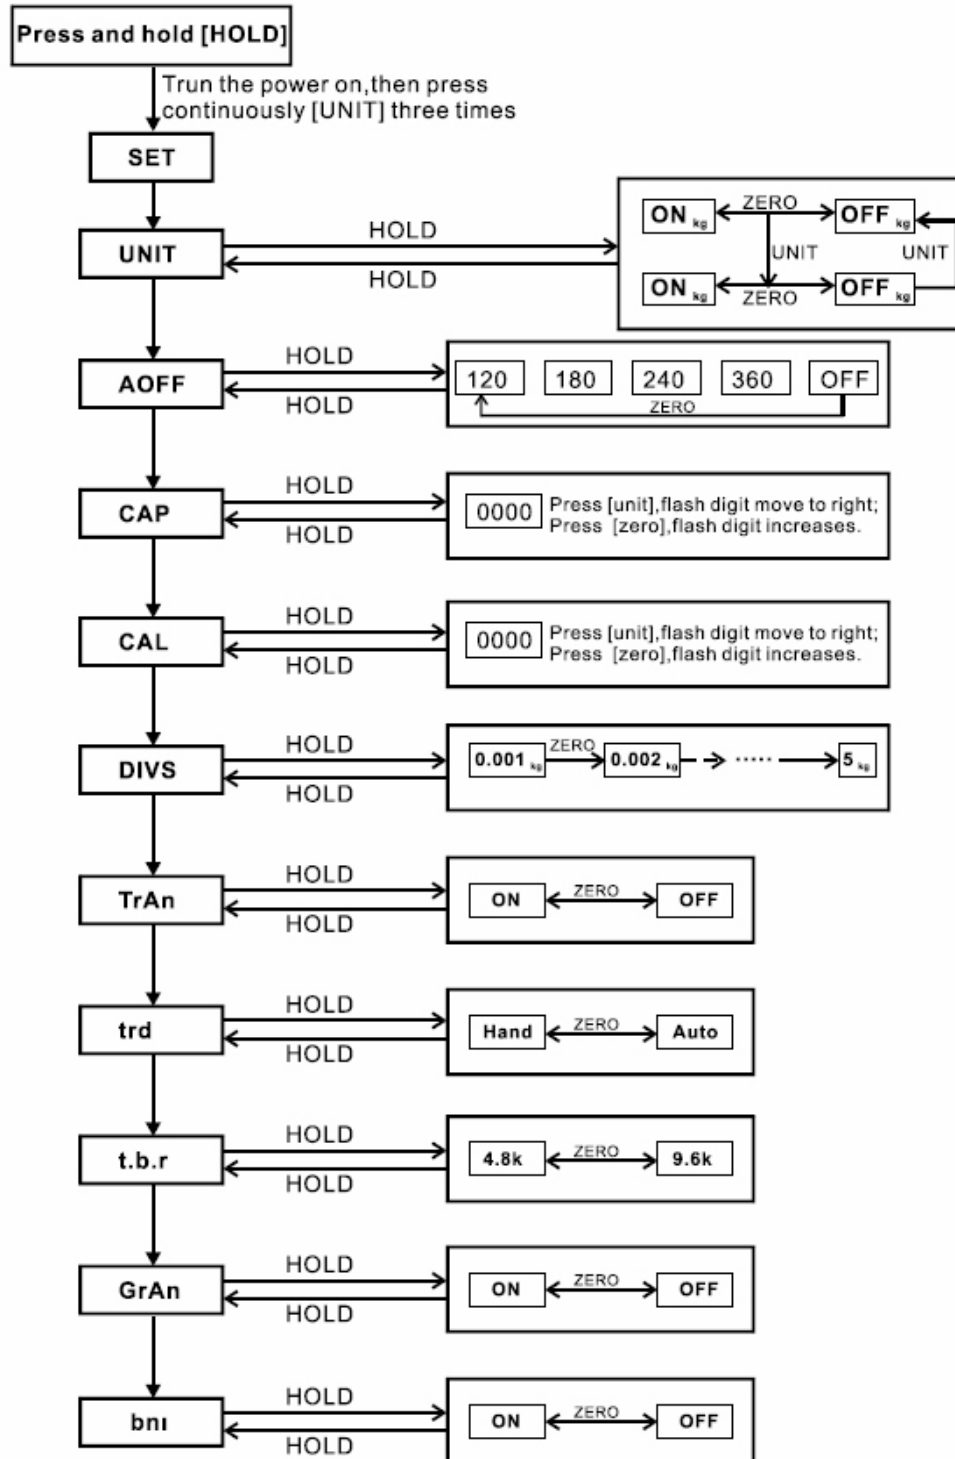 Press and hold [HOLD]
Trun the power on,then press
continuously [UNIT] three times
SET
UNIT
HOLD
HOLD
ON kg
ZERO
OFF kg
UNIT
UNIT
ON kg
ZERO
OFF kg
AOFF
HOLD
HOLD
120 180 240 360 OFF
ZERO
CAP
HOLD
HOLD
0000
Press [unit],flash digit move to right;
Press [zero],flash digit increases.
CAL
HOLD
HOLD
0000
Press [unit],flash digit move to right;
Press [zero],flash digit increases.
DIVS
HOLD
HOLD
0.001 kg
ZERO
0.002 kg
.....
5 kg
TrAn
HOLD
HOLD
ON
ZERO
OFF
trd
HOLD
HOLD
Hand
ZERO
Auto
t.b.r
HOLD
HOLD
4.8k
ZERO
9.6k
GrAn
HOLD
HOLD
ON
ZERO
OFF
bnı
HOLD
HOLD
ON
ZERO
OFF